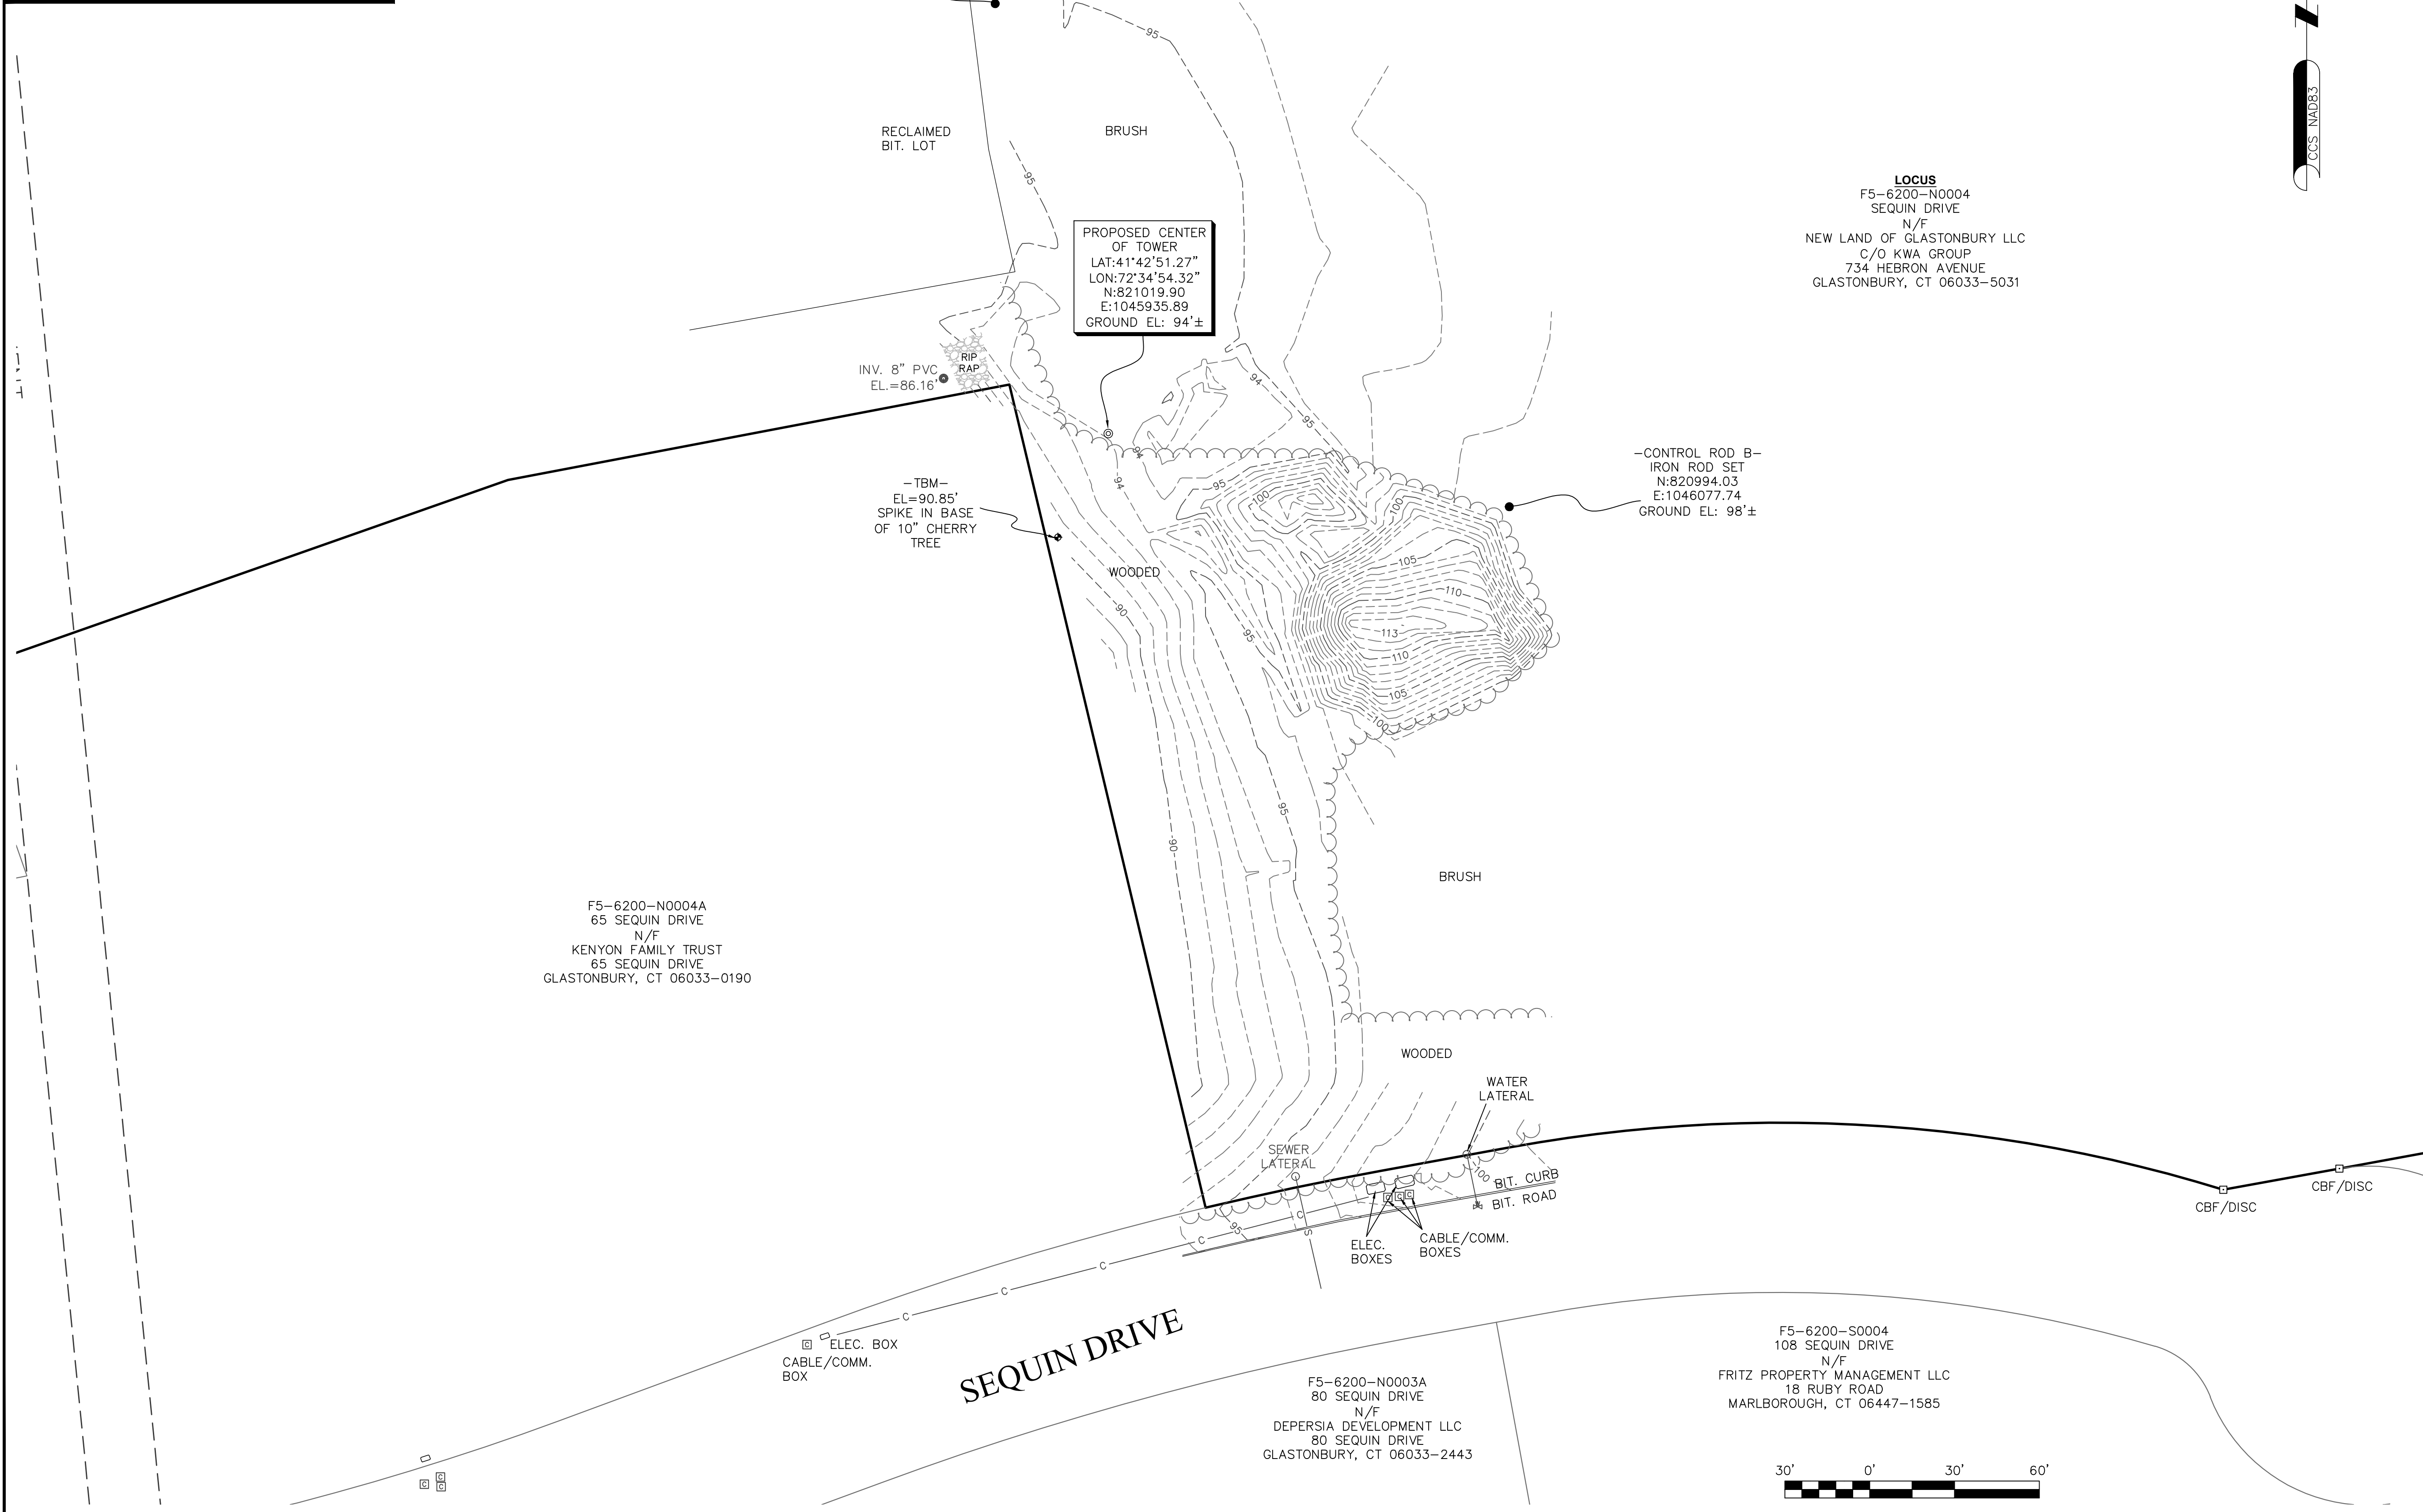 95
RECLAIMED
BIT. LOT
BRUSH
95
CCS NAD83
LOCUS
F5-6200-N0004
SEQUIN DRIVE
N/F
NEW LAND OF GLASTONBURY LLC
C/O KWA GROUP
734 HEBRON AVENUE
GLASTONBURY, CT 06033-5031
PROPOSED CENTER
OF TOWER
LAT:41°42'51.27"
LON:72°34'54.32"
N:821019.90
E:1045935.89
GROUND EL: 94'±
RIP
RAP
INV. 8" PVC
EL.=86.16'
94
95
94
94
95
100
100
-CONTROL ROD B-
IRON ROD SET
N:820994.03
E:1046077.74
GROUND EL: 98'±
-TBM-
EL=90.85'
SPIKE IN BASE
OF 10" CHERRY
TREE
WOODED
105
110
90
95
113
110
105
100
95
90
BRUSH
F5-6200-N0004A
65 SEQUIN DRIVE
N/F
KENYON FAMILY TRUST
65 SEQUIN DRIVE
GLASTONBURY, CT 06033-0190
WOODED
WATER
LATERAL
SEWER
LATERAL
100
BIT. CURB
BIT. ROAD
CBF/DISC
CBF/DISC
95
S
C
C
C
C
C
C
C
C
ELEC.
BOXES
CABLE/COMM.
BOXES
C
ELEC. BOX
CABLE/COMM.
BOX
SEQUIN DRIVE
C
C
C
F5-6200-N0003A
80 SEQUIN DRIVE
N/F
DEPERSIA DEVELOPMENT LLC
80 SEQUIN DRIVE
GLASTONBURY, CT 06033-2443
F5-6200-S0004
108 SEQUIN DRIVE
N/F
FRITZ PROPERTY MANAGEMENT LLC
18 RUBY ROAD
MARLBOROUGH, CT 06447-1585
30' 0' 30' 60'